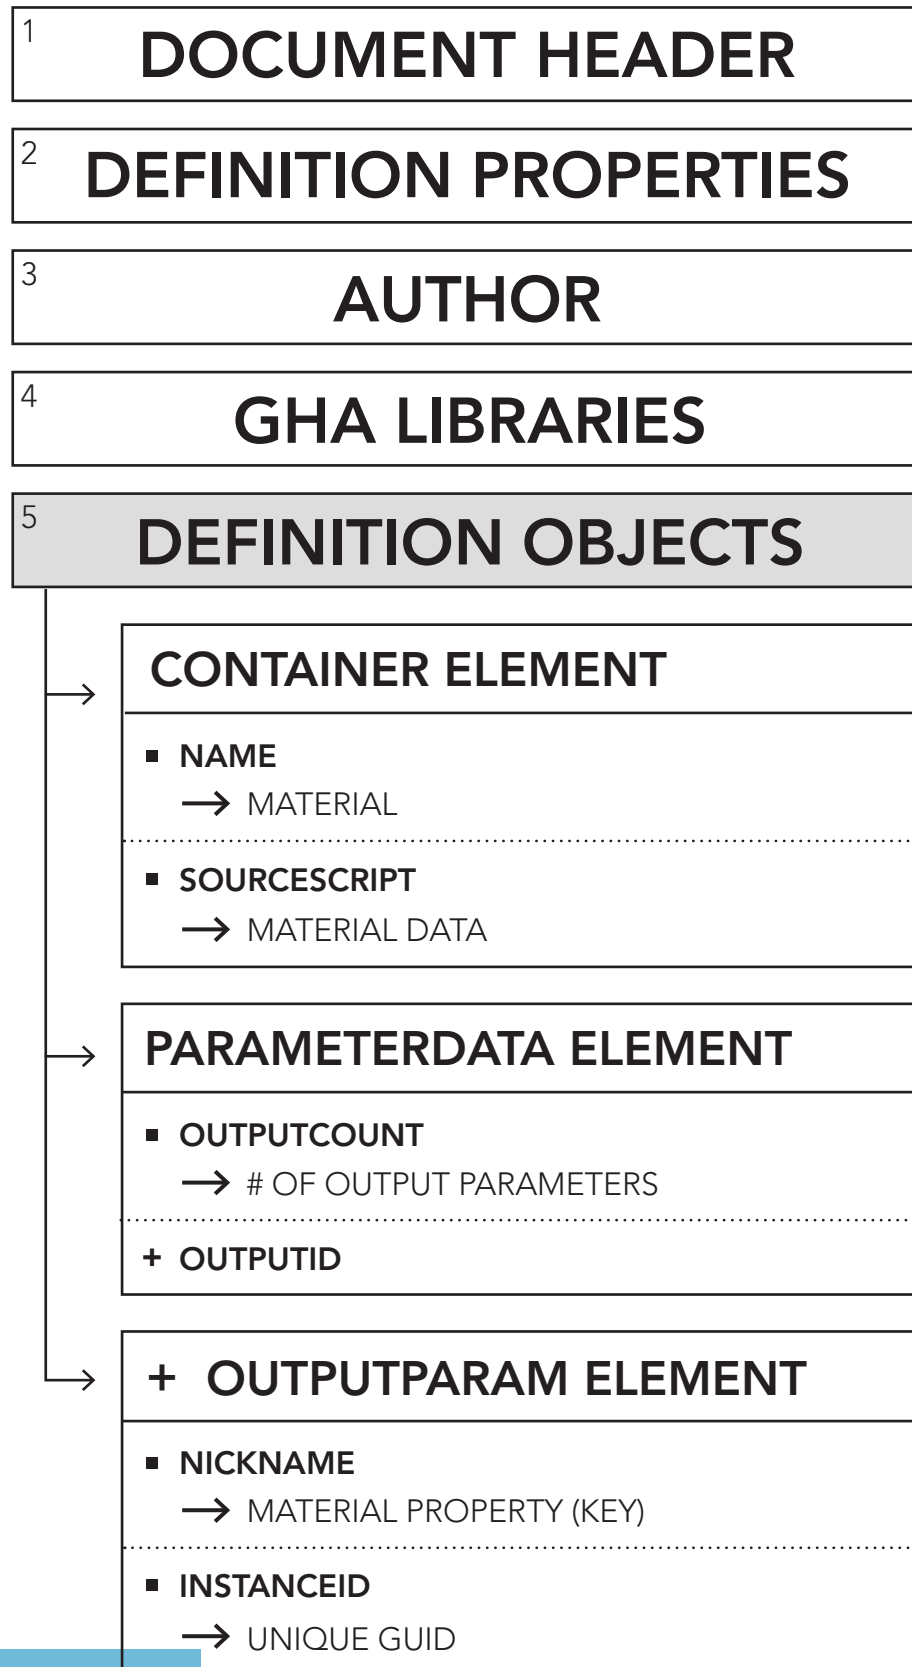 1
DOCUMENT HEADER
2
DEFINITION PROPERTIES
3
AUTHOR
4
GHA LIBRARIES
5
DEFINITION OBJECTS
CONTAINER ELEMENT
▪ NAME
→ MATERIAL
▪ SOURCESCRIPT
→ MATERIAL DATA
PARAMETERDATA ELEMENT
▪ OUTPUTCOUNT
→ # OF OUTPUT PARAMETERS
+ OUTPUTID
+ OUTPUTPARAM ELEMENT
▪ NICKNAME
→ MATERIAL PROPERTY (KEY)
▪ INSTANCEID
→ UNIQUE GUID